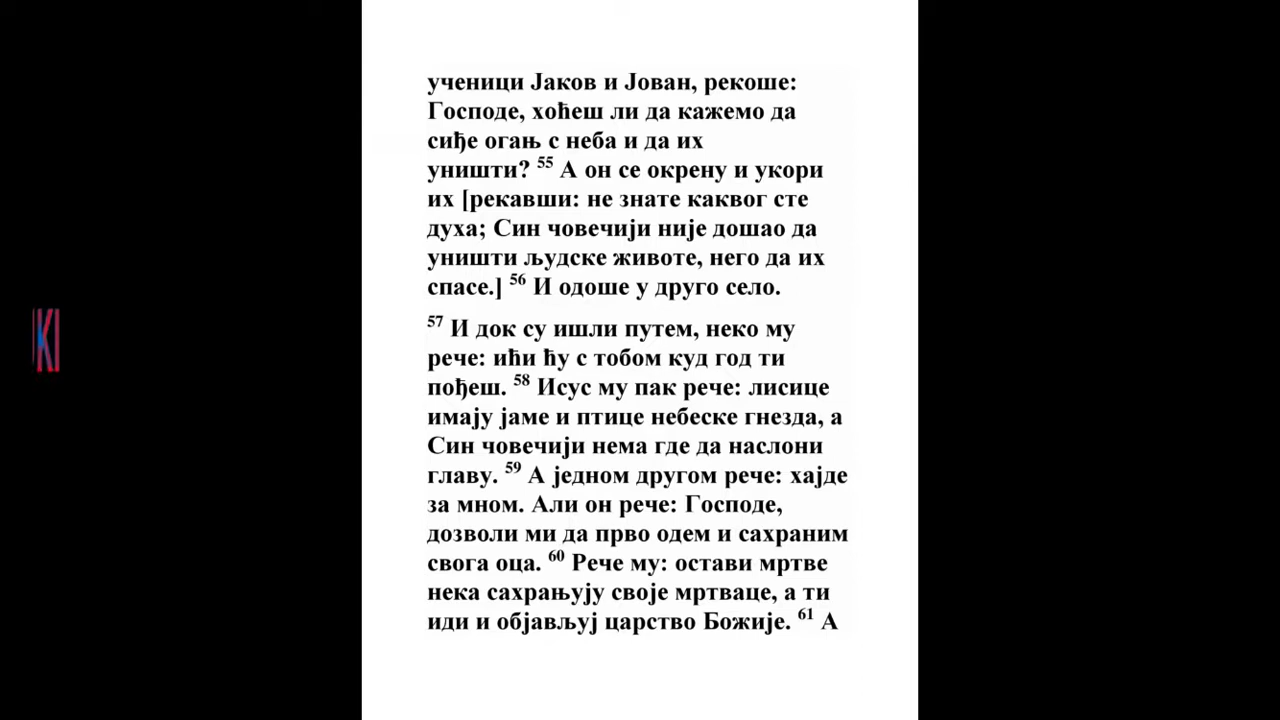 ученици Јаков и Јован, рекоше:
Господе, хоћеш ли да кажемо да
сиђе огањ с неба и да их
уништи? 55 А он се окрену и укори
их [рекавши: не знате каквог сте
духа; Син човечији није дошао да
уништи људске животе, него да их
спасе.] 56 И одоше у друго село.
57 И док су ишли путем, неко му
рече: ићи ћу с тобом куд год ти
пођеш. 58 Исус му пак рече: лисице
имају јаме и птице небеске гнезда, а
Син човечији нема где да наслони
главу. 59 А једном другом рече: хајде
за мном. Али он рече: Господе,
дозволи ми да прво одем и сахраним
свога оца. 60 Рече му: остави мртве
нека сахрањују своје мртваце, а ти
иди и објављуј царство Божије. 61 А